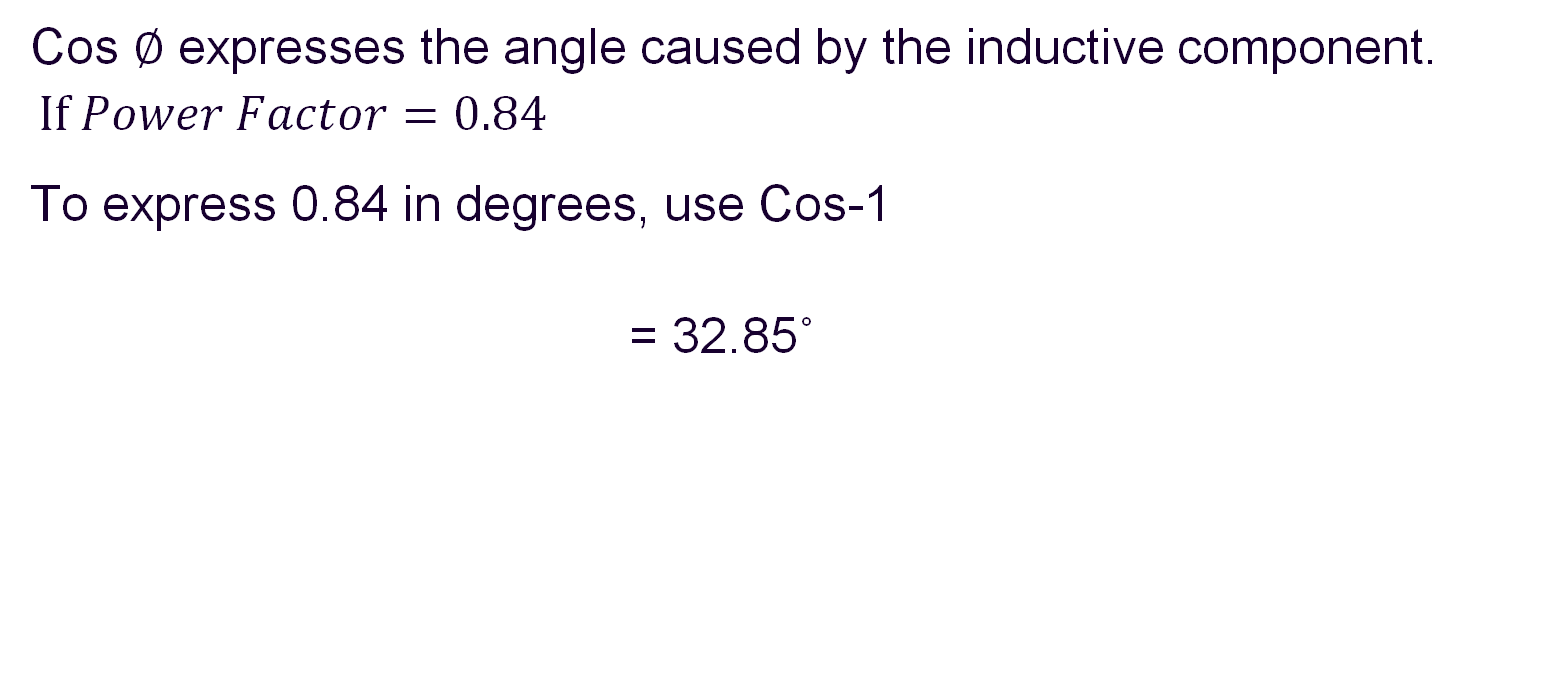 Cos ∅ expresses the angle caused by the inductive component.
If Power Factor = 0.84
To express 0.84 in degrees, use Cos-1
= 32.85°